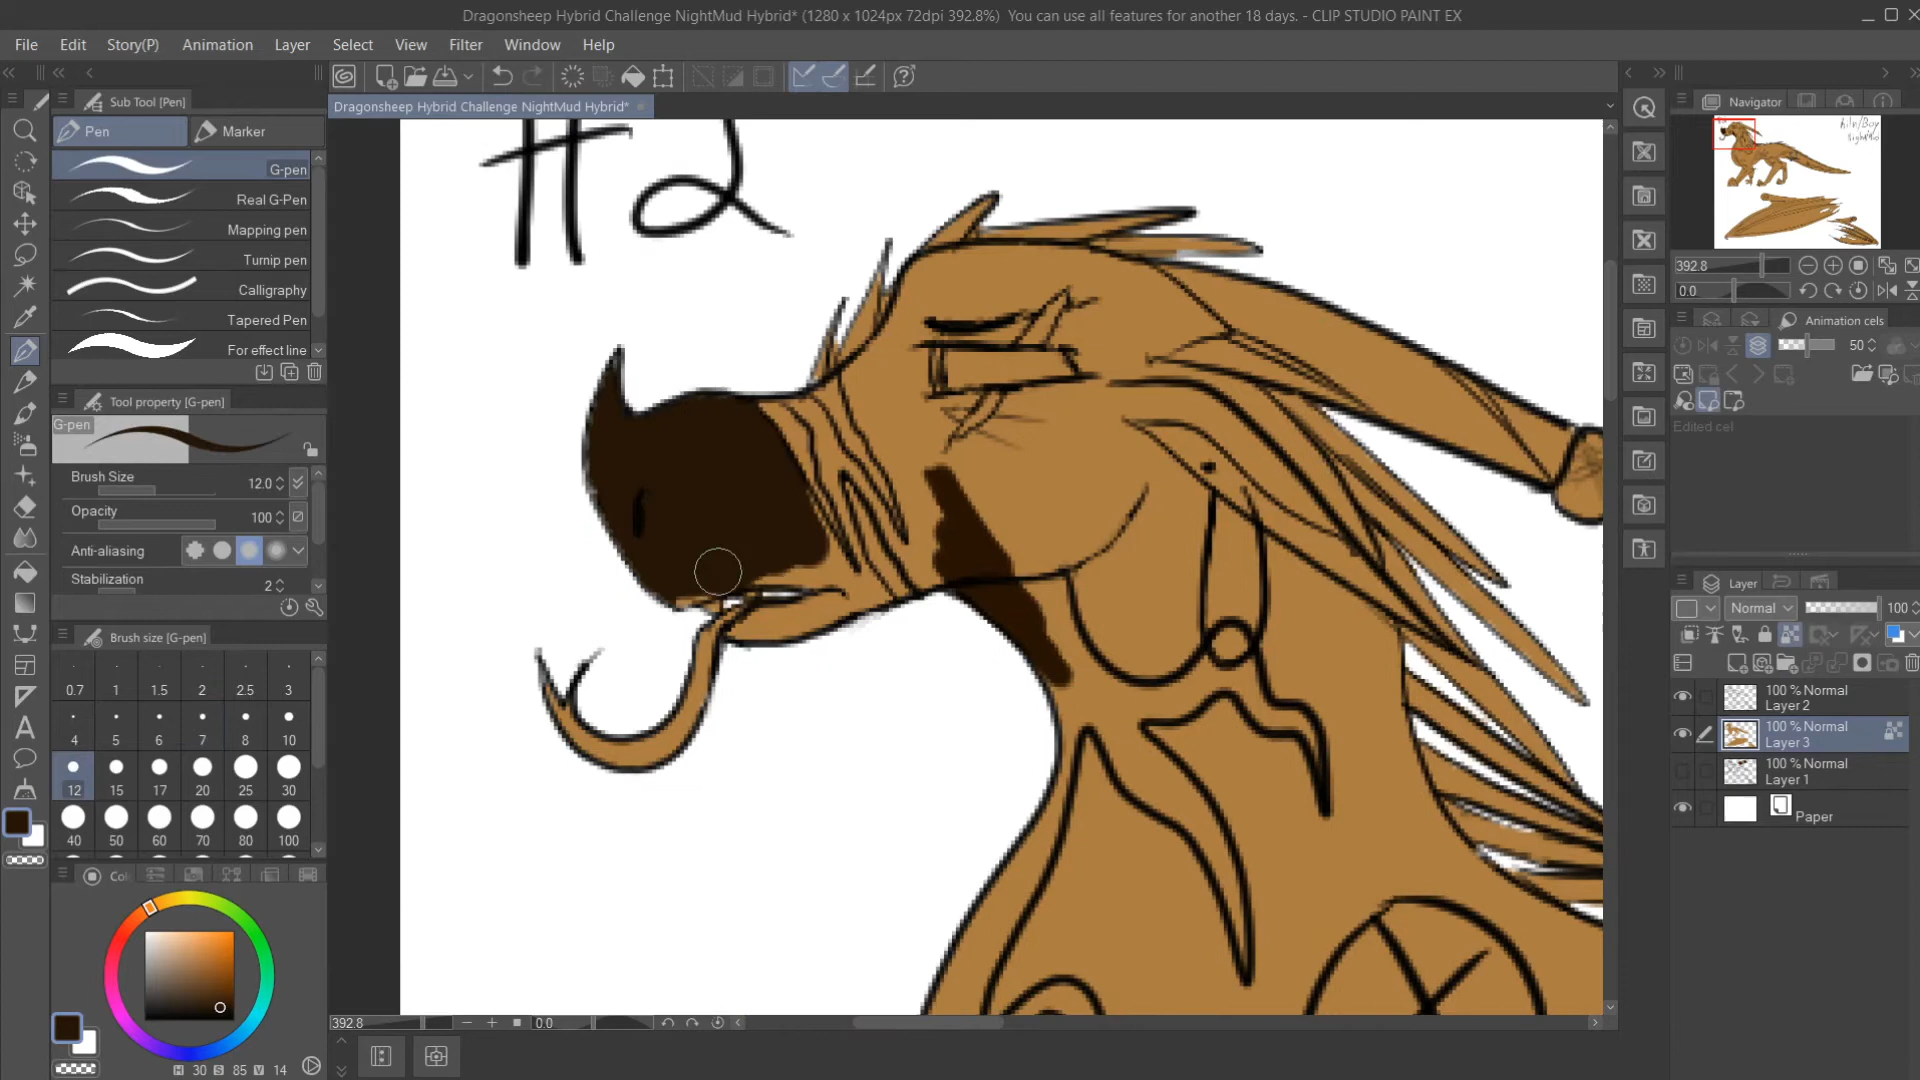 Dragonsheep Hybrid Challenge NightMud Hybrid* (1280 x 1024px 72dpi 392.8%)  You can use all features for another 18 days. - CLIP STUDIO PAINT EX
File Edit Story(P) Animation Layer Select View Filter Window Help
Sub Tool [Pen]
Dragonsheep Hybrid Challenge NightMud Hybrid*
Navigator
Pen Marker
G-pen
Real G-Pen
Mapping pen
Turnip pen
Calligraphy
Tapered Pen
For effect line
#2
392.8
0.0
Animation cels
50
Edited cel
Tool property [G-pen]
G-pen
Brush Size 12.0
Opacity 100
Anti-aliasing
Stabilization 2
Brush size [G-pen]
0.7 1 1.5 2 2.5 3
4 5 6 7 8 10
12 15 17 20 25 30
40 50 60 70 80 100
Layer
Normal 100
100 % Normal
Layer 2
100 % Normal
Layer 3
100 % Normal
Layer 1
Paper
Col
H 30 S 85 V 14
392.8 0.0